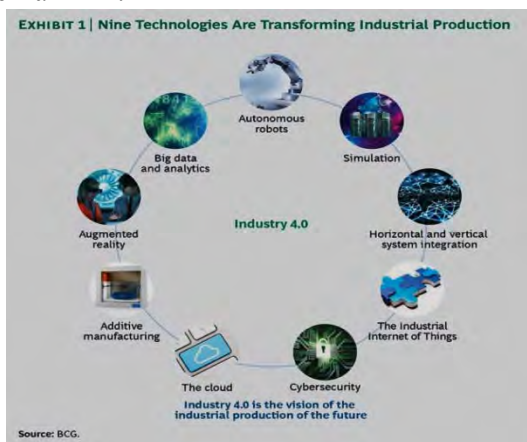 EXHIBIT 1 | Nine Technologies Are Transforming Industrial Production
Autonomous
robots
Simulation
Horizontal and vertical
system integration
The Industrial
Internet of Things
Cybersecurity
The cloud
Additive
manufacturing
Augmented
reality
Big data
and analytics
Industry 4.0
Industry 4.0 is the vision of the
industrial production of the future
Source: BCG.